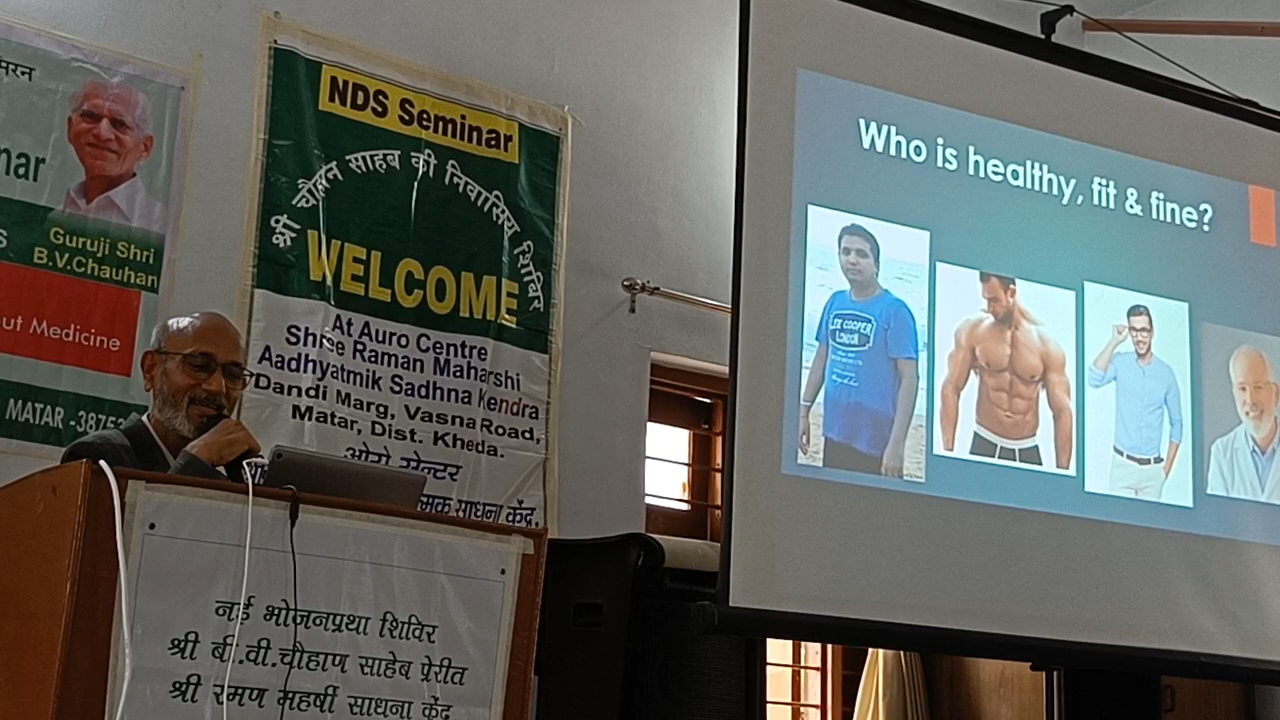 nar
S
Guruji Shri
B.V.Chauhan
out Medicine
MATAR -3875
NDS Seminar
श्री चौहान साहब की निवासिय शिबिर
WELCOME
At Auro Centre
Shree Raman Maharshi
Aadhyatmik Sadhna Kendra
Dandi Marg, Vasna Road,
Matar, Dist. Kheda.
ओरो सेन्टर
त्मक साधना केंद्र.
नई भोजनप्रथा शिविर
श्री बी.वी.चौहाण साहेब प्रेरीत
श्री रमण महर्षी साधना केंद्र
Who is healthy, fit & fine?
LEE COOPER
LONDON